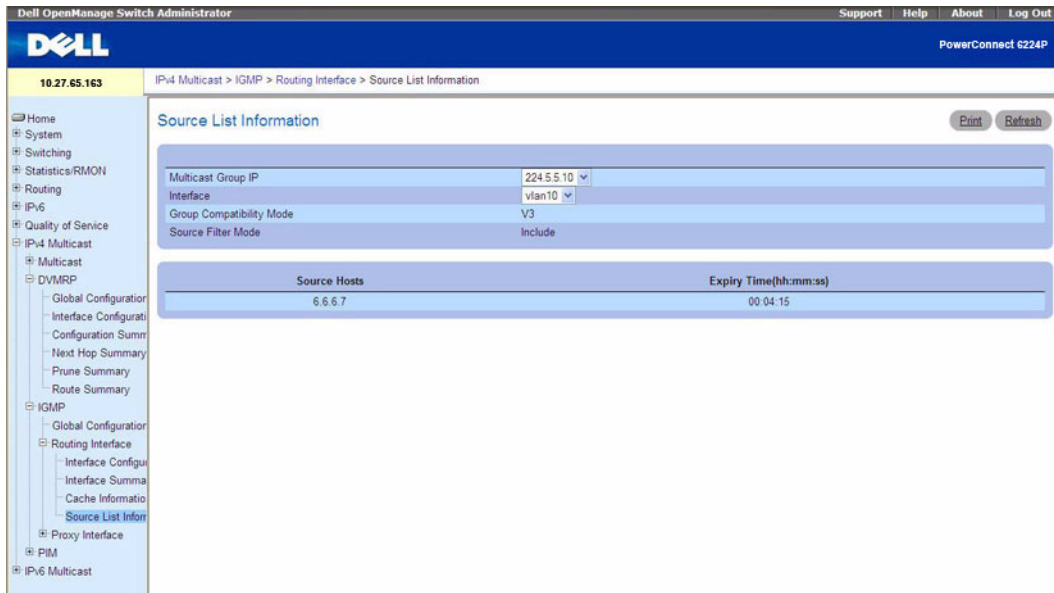 Dell OpenManage Switch Administrator Support Help About Log Out
DELL
PowerConnect 6224P
10.27.65.163
IPv4 Multicast > IGMP > Routing Interface > Source List Information
Home
System
Switching
Statistics/RMON
Routing
IPv6
Quality of Service
IPv4 Multicast
Multicast
DVMRP
Global Configuration
Interface Configurati
Configuration Summ
Next Hop Summary
Prune Summary
Route Summary
IGMP
Global Configuration
Routing Interface
Interface Configu
Interface Summa
Cache Informatio
Source List Inform
Proxy Interface
PIM
IPv6 Multicast
Source List Information
Print Refresh
Multicast Group IP 224.5.5.10
Interface vlan10
Group Compatibility Mode V3
Source Filter Mode Include
Source Hosts Expiry Time(hh:mm:ss)
6.6.6.7 00:04:15